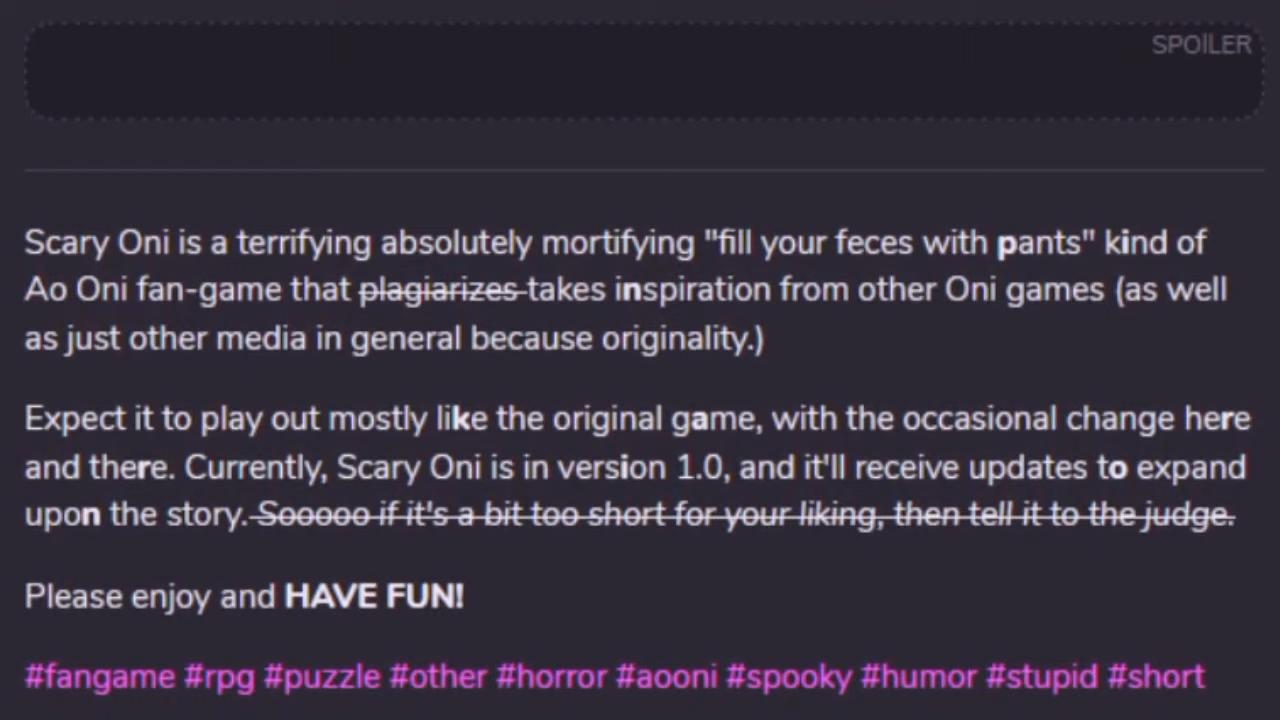 SPOILER
Scary Oni is a terrifying absolutely mortifying "fill your feces with pants" kind of
Ao Oni fan-game that plagiarizes takes inspiration from other Oni games (as well
as just other media in general because originality.)
Expect it to play out mostly like the original game, with the occasional change here
and there. Currently, Scary Oni is in version 1.0, and it'll receive updates to expand
upon the story. Sooooo if it's a bit too short for your liking, then tell it to the judge.
Please enjoy and HAVE FUN!
#fangame #rpg #puzzle #other #horror #aooni #spooky #humor #stupid #short